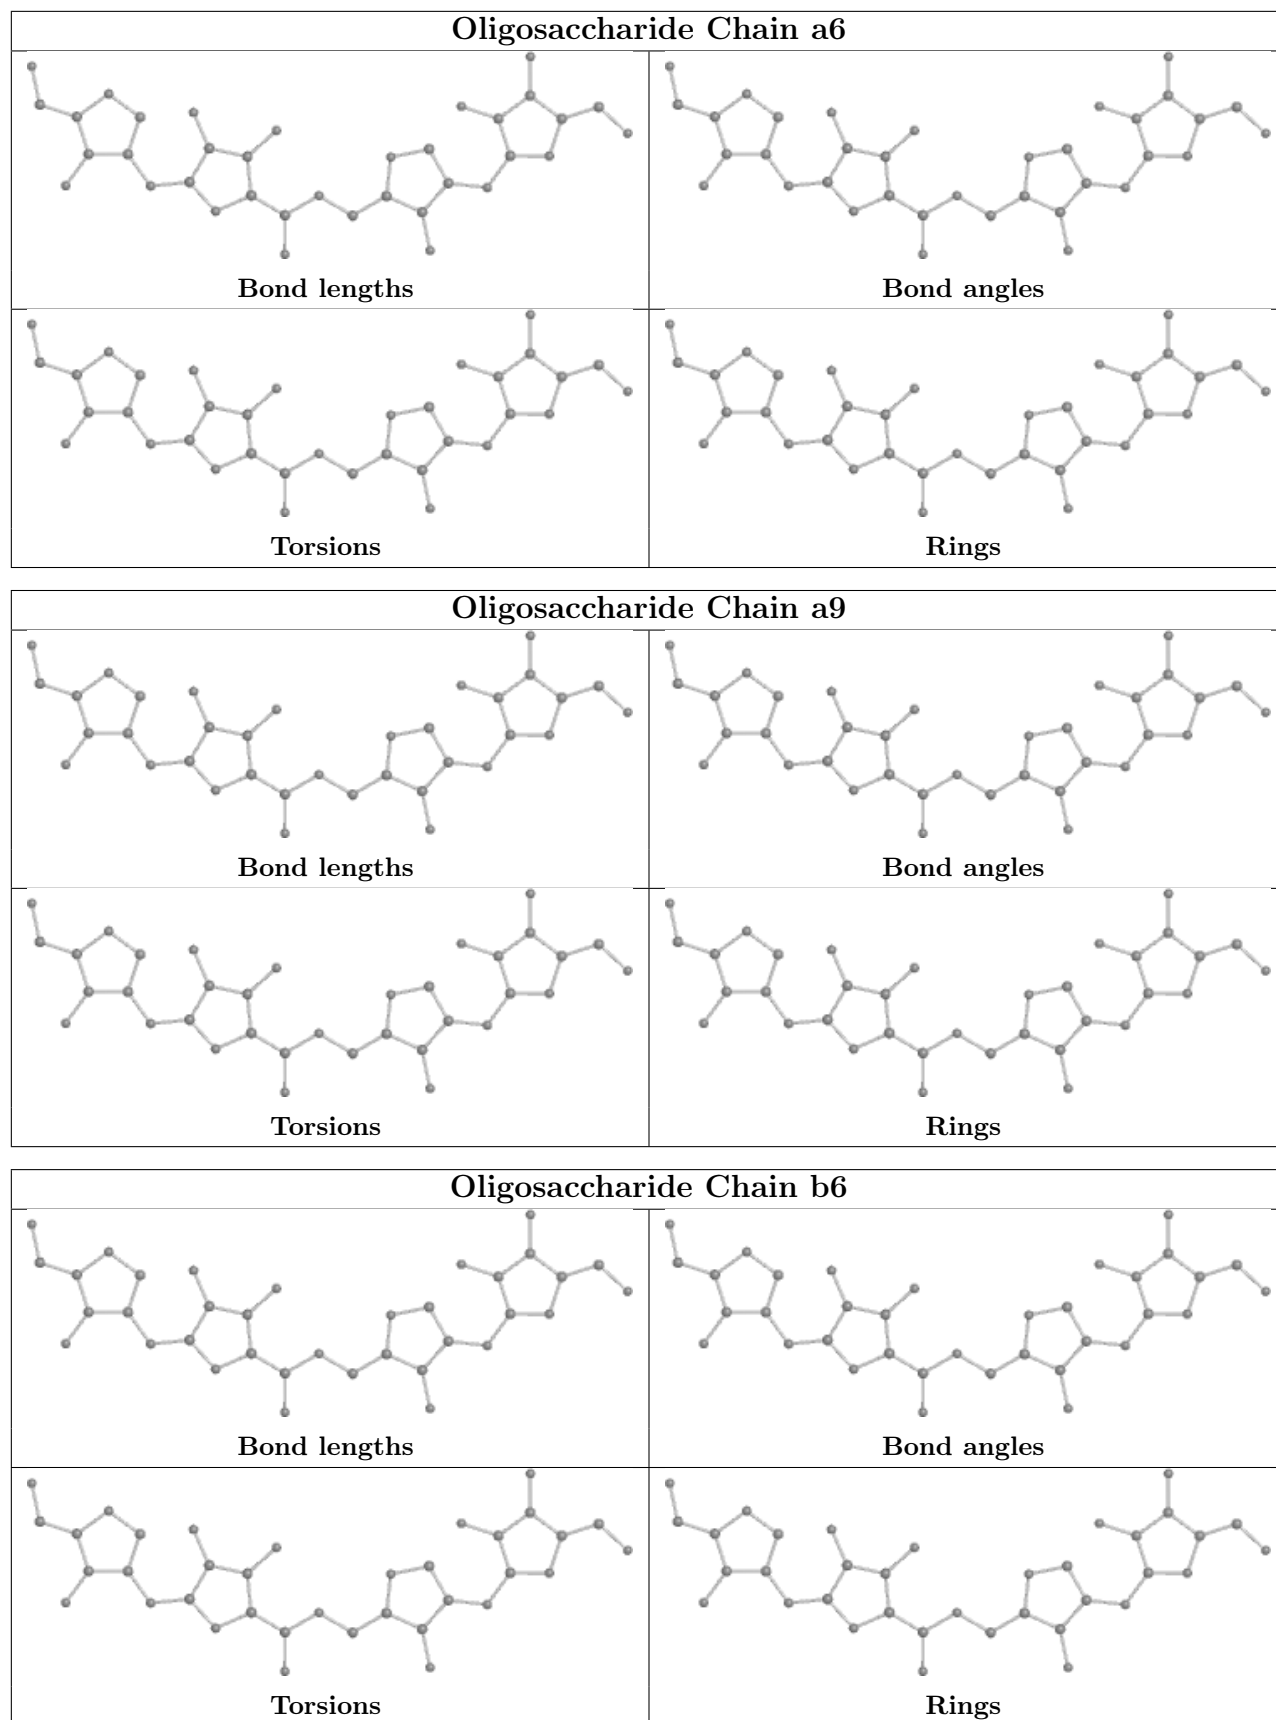 Oligosaccharide Chain a6
Bond lengths Bond angles
Torsions Rings
Oligosaccharide Chain a9
Bond lengths Bond angles
Torsions Rings
Oligosaccharide Chain b6
Bond lengths Bond angles
Torsions Rings